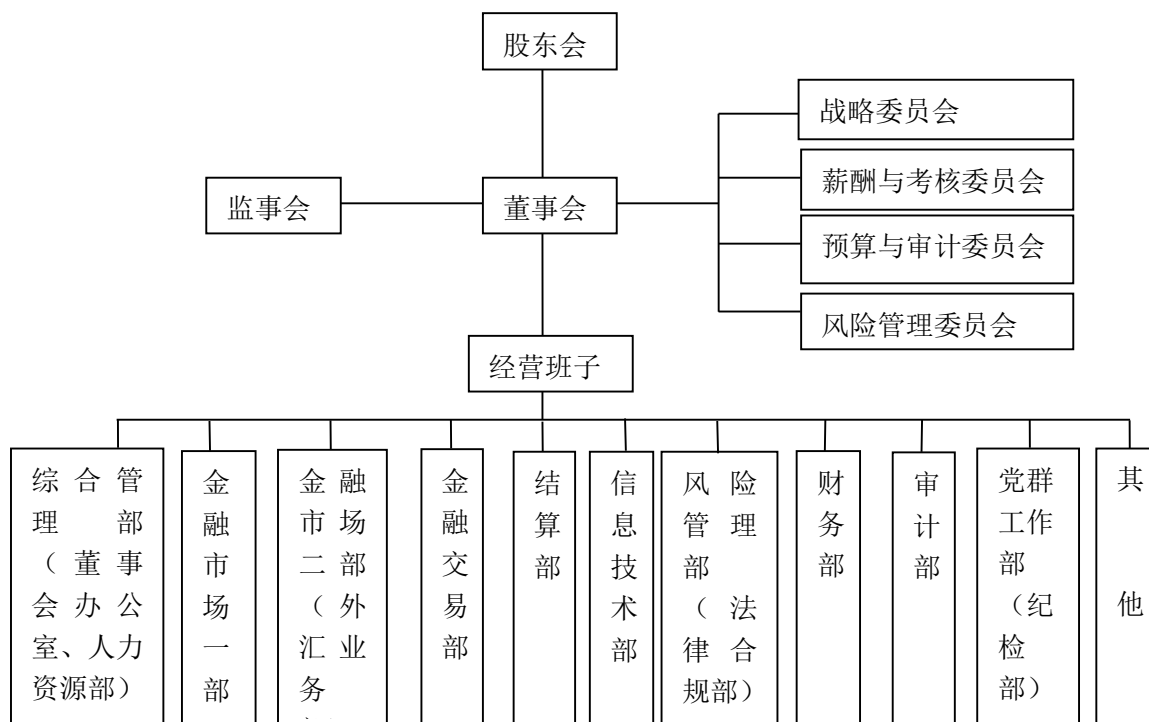 股东会
战略委员会
薪酬与考核委员会
监事会
董事会
预算与审计委员会
风险管理委员会
经营班子
综合管
理部
（董事
会办公
室、人力
资源部）
金
融
市
场
一
部
金融
市场
二部
（外
汇业
务
金
融
交
易
部
结
算
部
信
息
技
术
部
风险
管理
部
（法
律合
规部）
财
务
部
审
计
部
党群
工作
部
（纪
检
部）
其
他